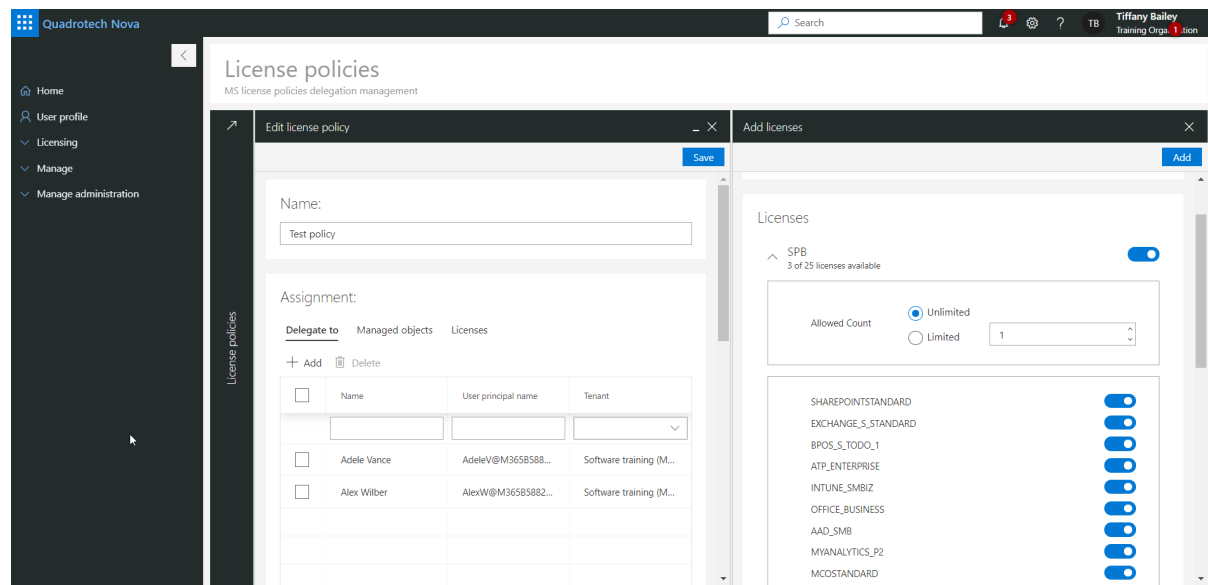 Quadrotech Nova
Search
3
?
TB
Tiffany Bailey
Training Orga
1
tion
Home
User profile
Licensing
Manage
Manage administration
License policies
MS license policies delegation management
License policies
Edit license policy
Save
Name:
Test policy
Assignment:
Delegate to Managed objects Licenses
Add Delete
Name User principal name Tenant
Adele Vance AdeleV@M365B588... Software training (M...
Alex Wilber AlexW@M365B5882... Software training (M...
Add licenses
Add
Licenses
SPB
3 of 25 licenses available
Allowed Count
Unlimited
Limited 1
SHAREPOINTSTANDARD
EXCHANGE_S_STANDARD
BPOS_S_TODO_1
ATP_ENTERPRISE
INTUNE_SMBIZ
OFFICE_BUSINESS
AAD_SMB
MYANALYTICS_P2
MCOSTANDARD